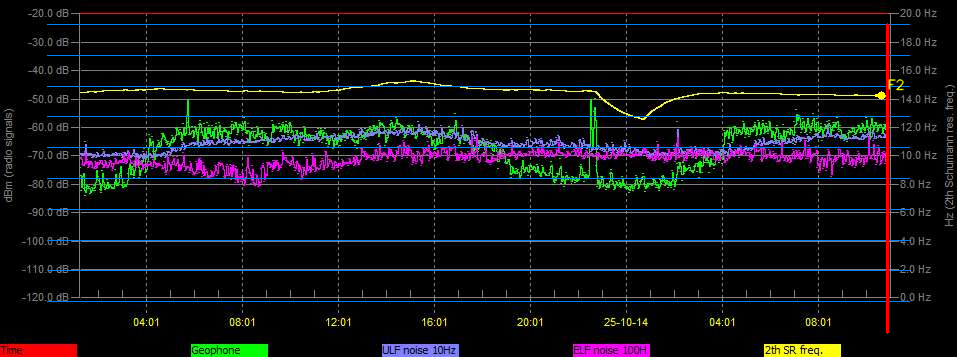 -20.0 dB 20.0 Hz
-30.0 dB 18.0 Hz
-40.0 dB 16.0 Hz
-50.0 dB 14.0 Hz
-60.0 dB 12.0 Hz
-70.0 dB 10.0 Hz
-80.0 dB 8.0 Hz
-90.0 dB 6.0 Hz
-100.0 dB 4.0 Hz
-110.0 dB 2.0 Hz
-120.0 dB 0.0 Hz
dBm (radio signals)
F2
Hz (2th Schumann res. freq.)
04:01 08:01 12:01 16:01 20:01 25-10-14 04:01 08:01
Time Geophone ULF noise 10Hz ELF noise 100H 2th SR freq.